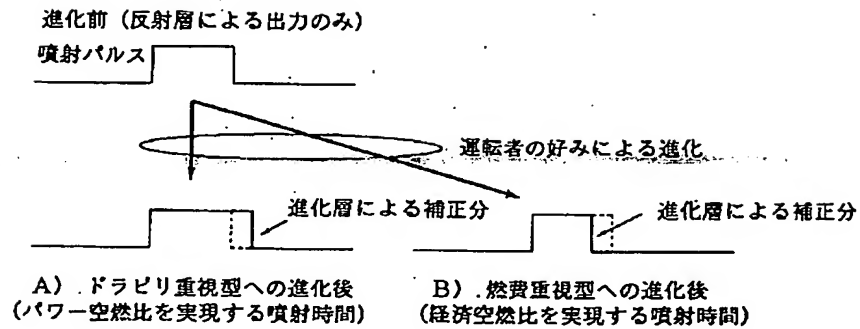 進化前（反射層による出力のみ）
噴射パルス
運転者の好みによる進化
進化層による補正分
進化層による補正分
A）.ドラビリ重視型への進化後
（パワー空燃比を実現する噴射時間）
B）.燃費重視型への進化後
（経済空燃比を実現する噴射時間）